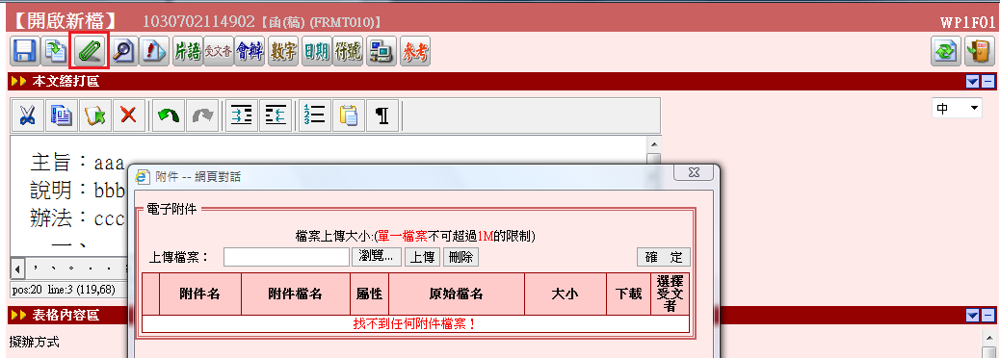 【開啟新檔】 1030702114902【函(稿) (FRMT010)】 WP1F01
片語 受文者 會辦 數字 日期 符號 參考
本文繕打區
中
主旨：aaa
說明：bbb
辦法：ccc
一、
附件 -- 網頁對話
電子附件
檔案上傳大小:(單一檔案不可超過1M的限制)
上傳檔案： 瀏覽... 上傳 刪除 確 定
附件名 附件檔名 屬性 原始檔名 大小 下載 選擇受文者
找不到任何附件檔案！
, 、 。 . ·
pos:20 line:3 (119,68)
表格內容區
擬辦方式